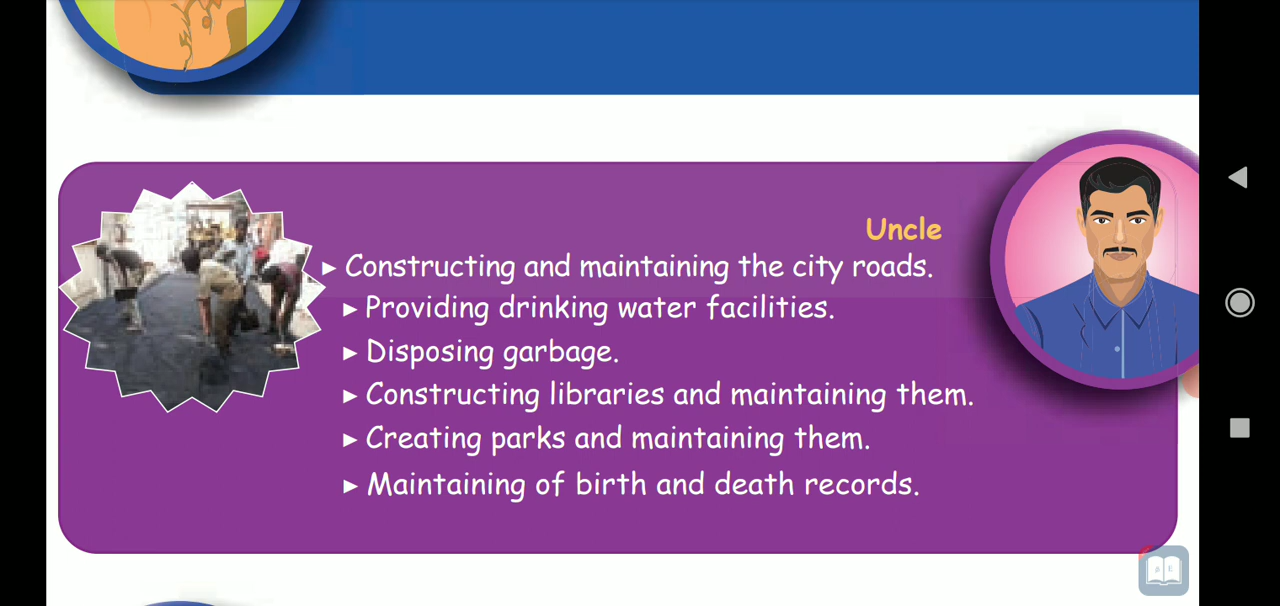 Uncle
► Constructing and maintaining the city roads.
► Providing drinking water facilities.
► Disposing garbage.
► Constructing libraries and maintaining them.
► Creating parks and maintaining them.
► Maintaining of birth and death records.